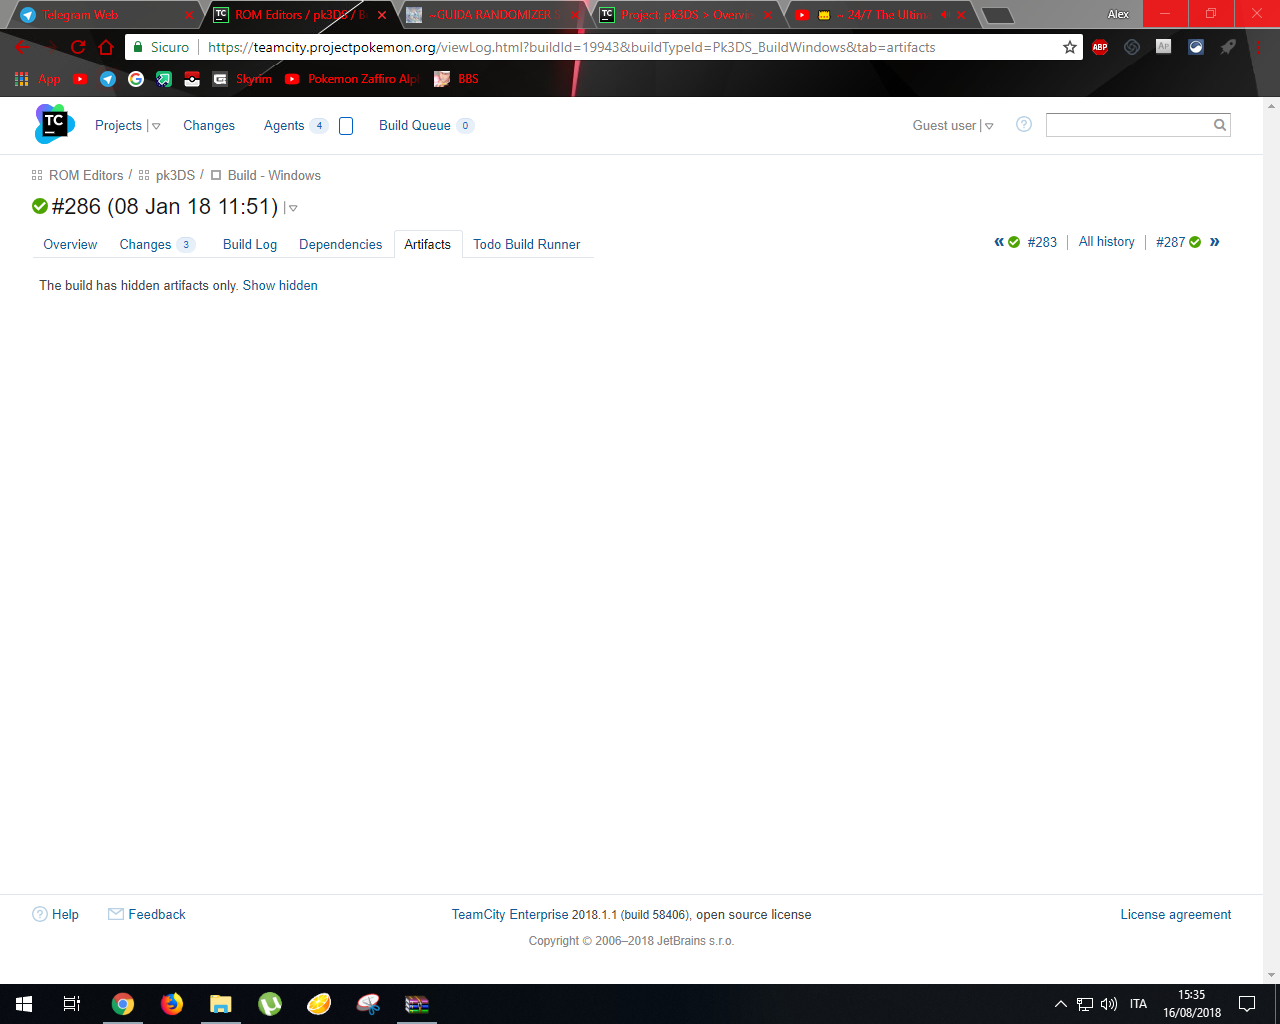 Telegram Web
ROM Editors / pk3DS / B
~GUIDA RANDOMIZER S
Project: pk3DS > Overvie
~ 24/7 The Ultim
Alex
Sicuro
https://teamcity.projectpokemon.org/viewLog.html?buildId=19943&buildTypeId=Pk3DS_BuildWindows&tab=artifacts
ABP
AP
App
Skyrim
Pokemon Zaffiro Alp
BBS
TC
Projects
Changes
Agents 4
Build Queue 0
Guest user
ROM Editors / pk3DS / Build - Windows
#286 (08 Jan 18 11:51)
Overview
Changes 3
Build Log
Dependencies
Artifacts
Todo Build Runner
« #283 | All history | #287 »
The build has hidden artifacts only. Show hidden
Help
Feedback
TeamCity Enterprise 2018.1.1 (build 58406), open source license
License agreement
Copyright © 2006–2018 JetBrains s.r.o.
ITA
15:35
16/08/2018